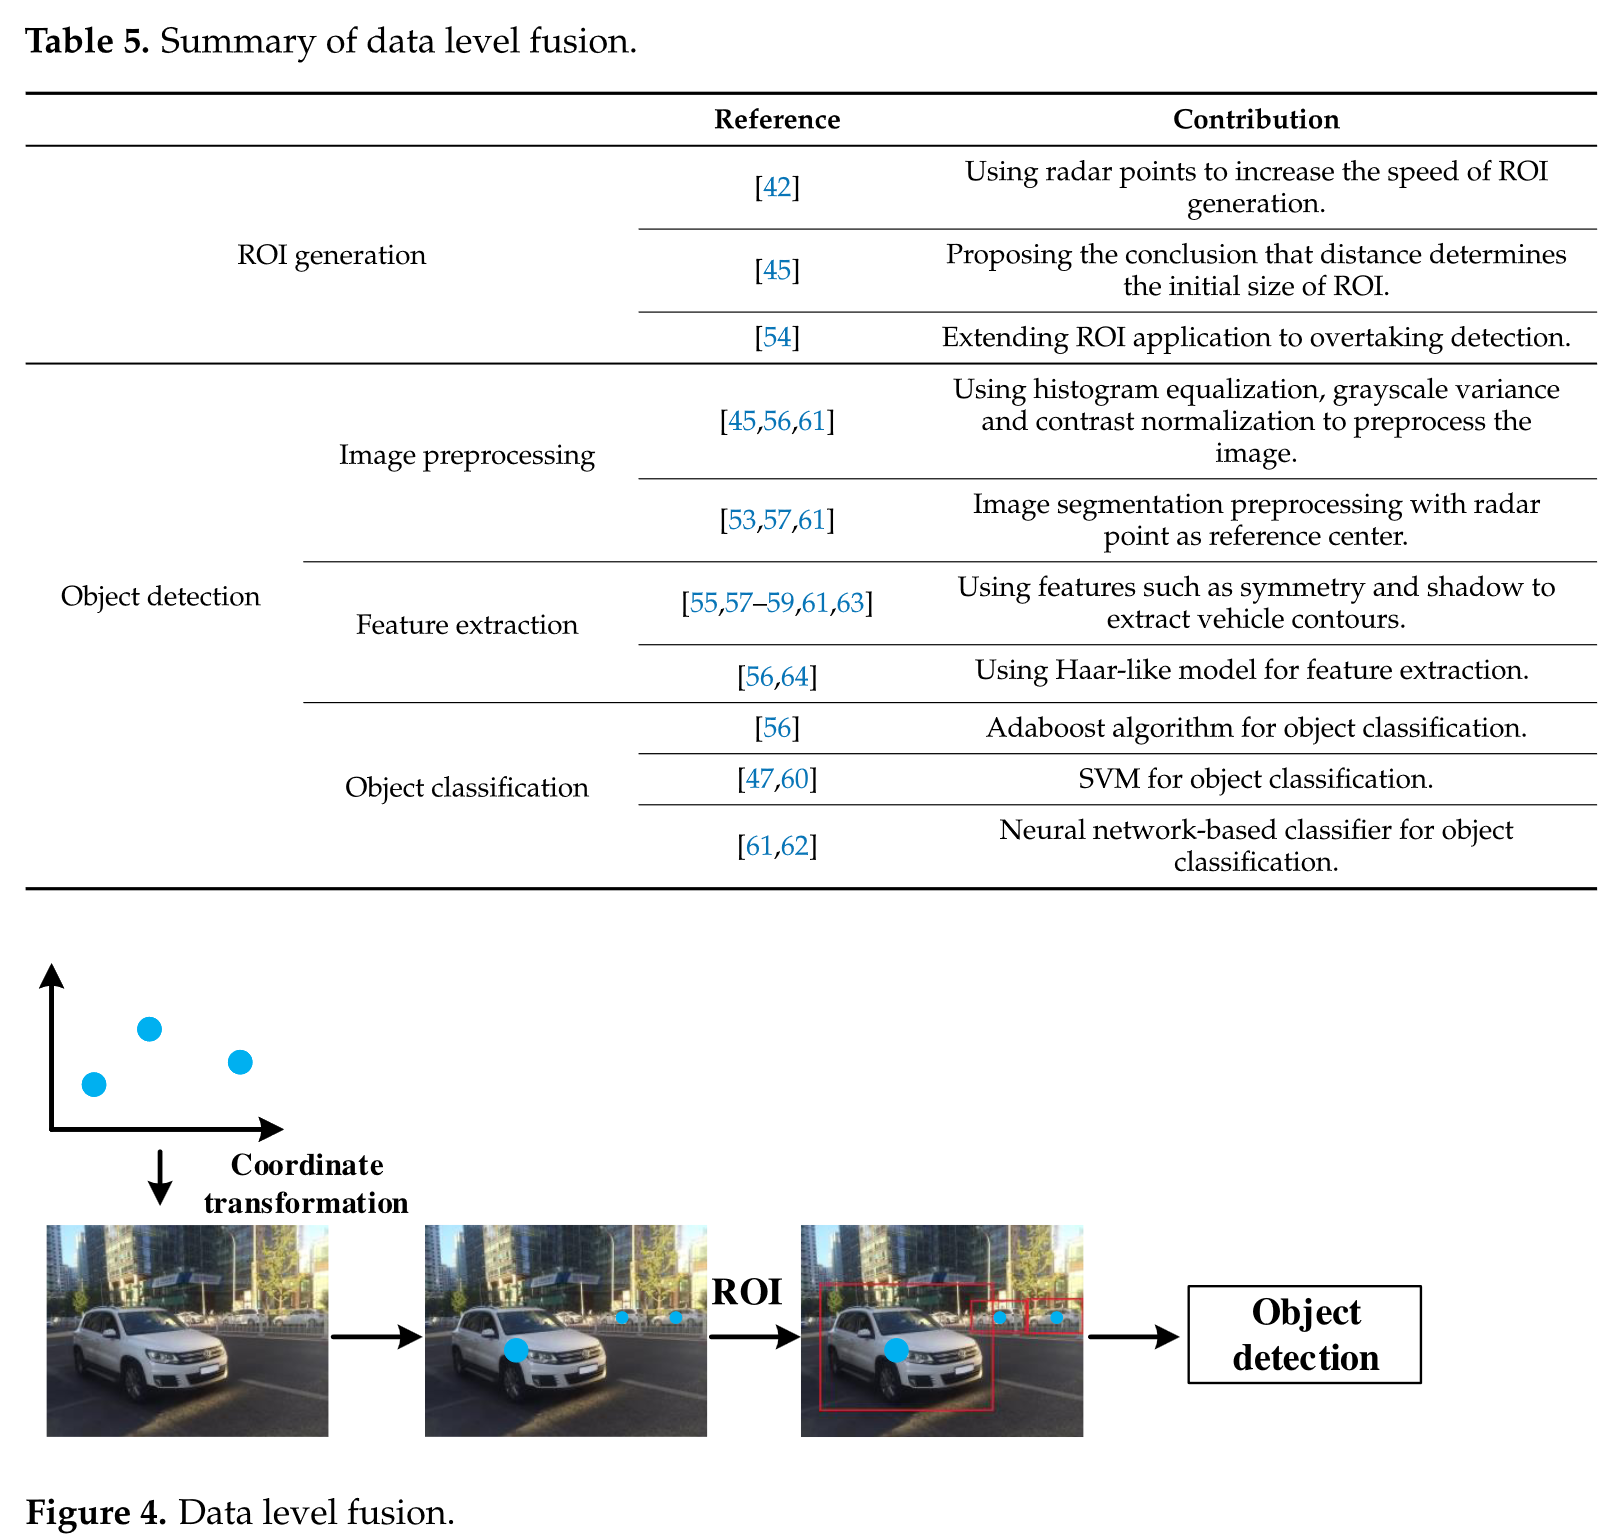 Table 5. Summary of data level fusion.
Reference Contribution
ROI generation
[42]
Using radar points to increase the speed of ROI
generation.
[45]
Proposing the conclusion that distance determines
the initial size of ROI.
[54]
Extending ROI application to overtaking detection.
Object detection
Image preprocessing
[45,56,61]
Using histogram equalization, grayscale variance
and contrast normalization to preprocess the
image.
[53,57,61]
Image segmentation preprocessing with radar
point as reference center.
Feature extraction
[55,57–59,61,63]
Using features such as symmetry and shadow to
extract vehicle contours.
[56,64]
Using Haar-like model for feature extraction.
Object classification
[56]
Adaboost algorithm for object classification.
[47,60]
SVM for object classification.
[61,62]
Neural network-based classifier for object
classification.
Coordinate
transformation
ROI
Object
detection
Figure 4. Data level fusion.